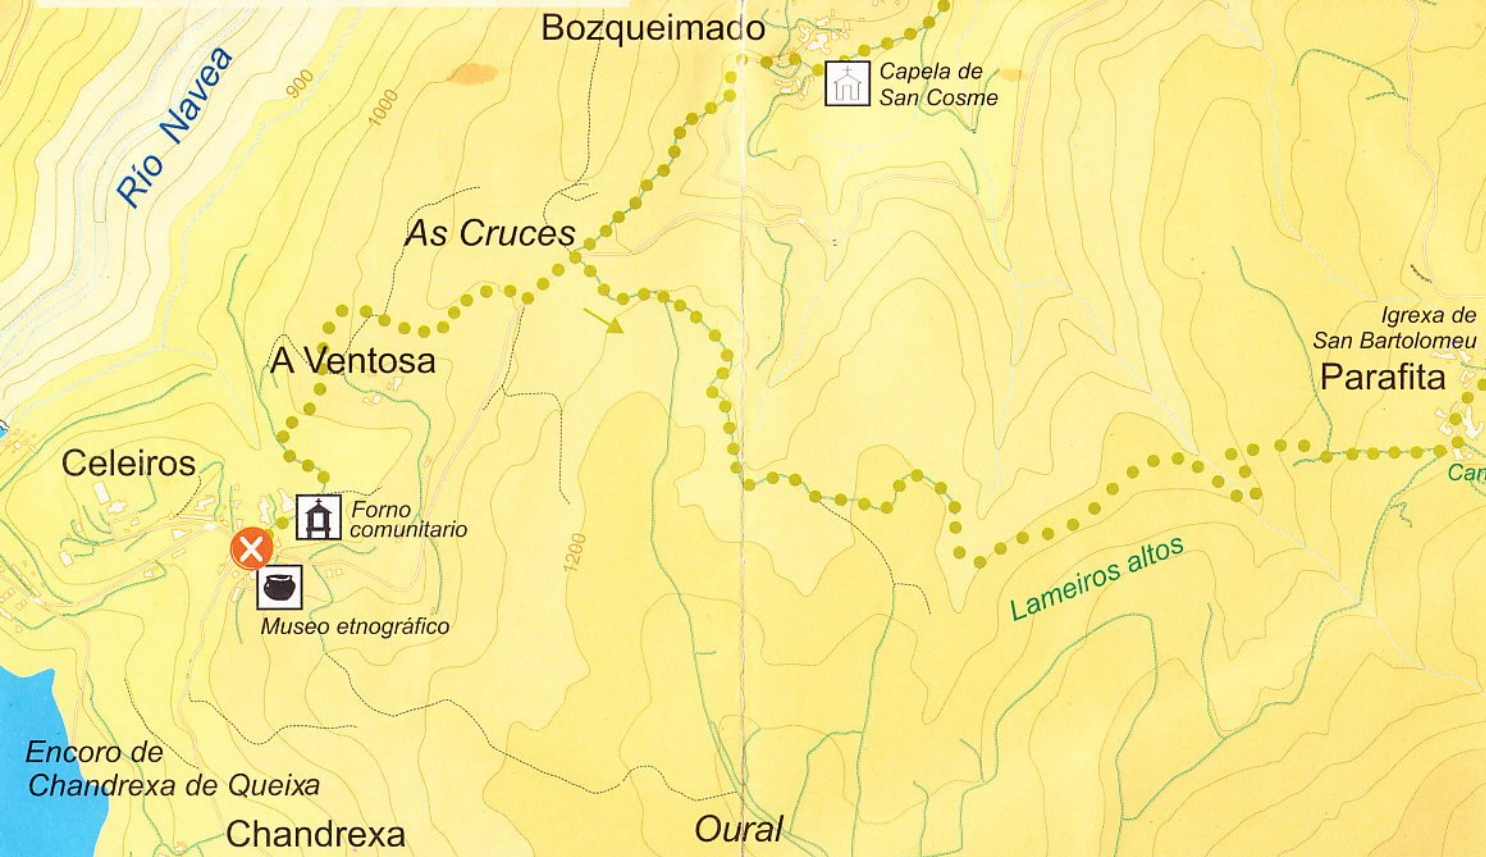 Bozqueimado
Capela de
San Cosme
Río Navea
900
1000
As Cruces
A Ventosa
Igrexa de
San Bartolomeu
Parafita
Celeiros
Forno
comunitario
1200
Lameiros altos
Museo etnográfico
Encoro de
Chandrexa de Queixa
Chandrexa
Oural